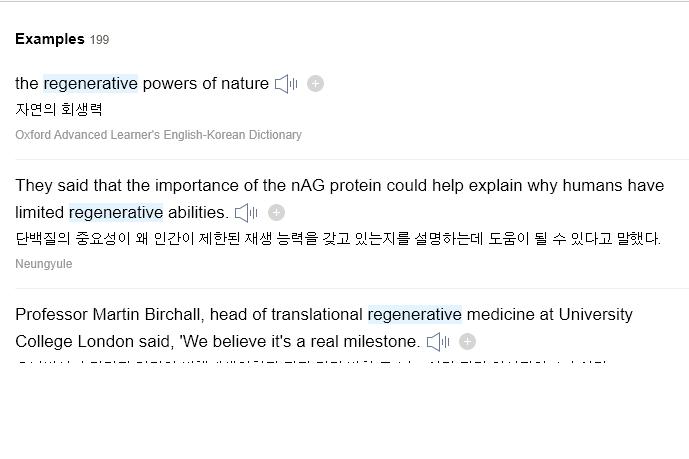 Examples 199
the regenerative powers of nature
자연의 회생력
Oxford Advanced Learner's English-Korean Dictionary
They said that the importance of the nAG protein could help explain why humans have
limited regenerative abilities.
단백질의 중요성이 왜 인간이 제한된 재생 능력을 갖고 있는지를 설명하는데 도움이 될 수 있다고 말했다.
Neungyule
Professor Martin Birchall, head of translational regenerative medicine at University
College London said, 'We believe it's a real milestone.